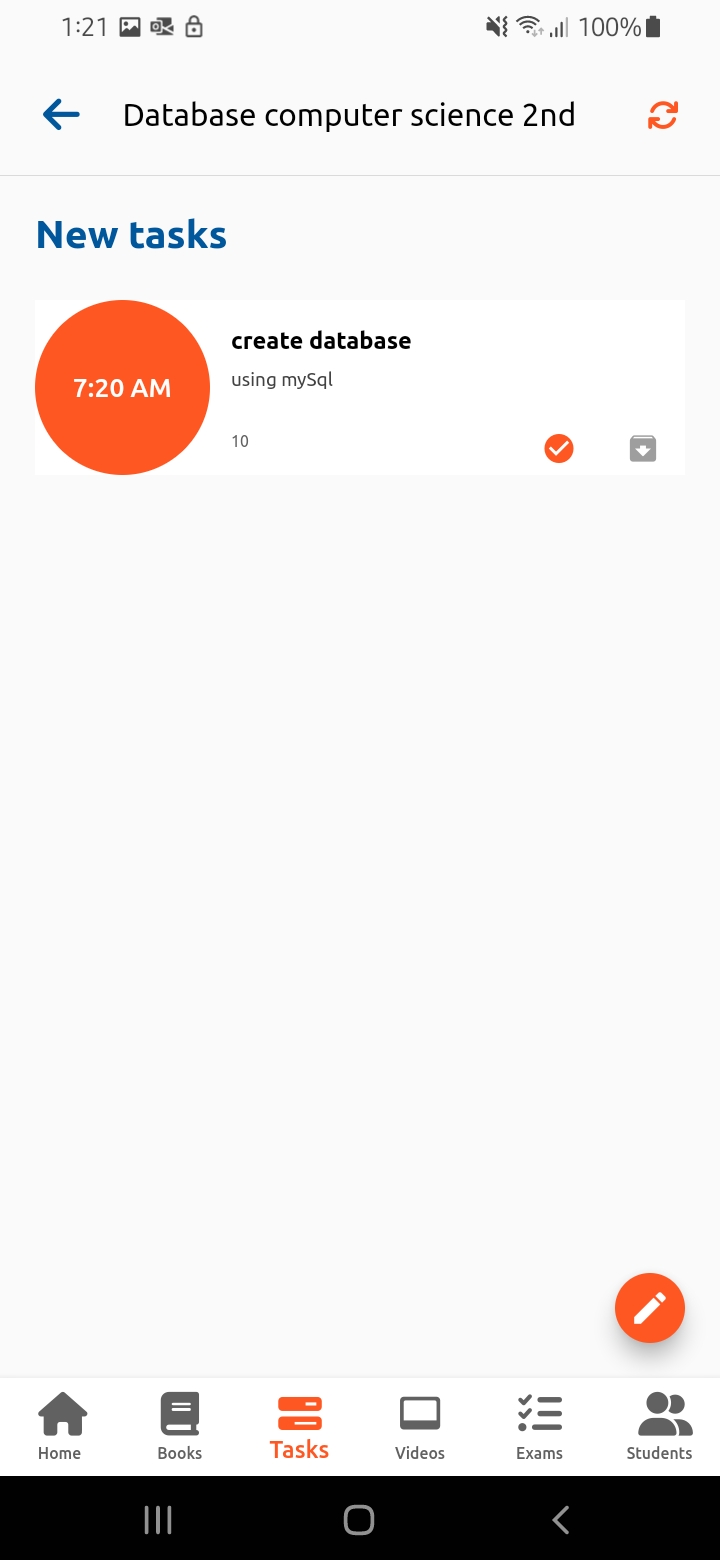 1:21
100%
Database computer science 2nd
New tasks
7:20 AM
create database
using mySql
10
Home
Books
Tasks
Videos
Exams
Students